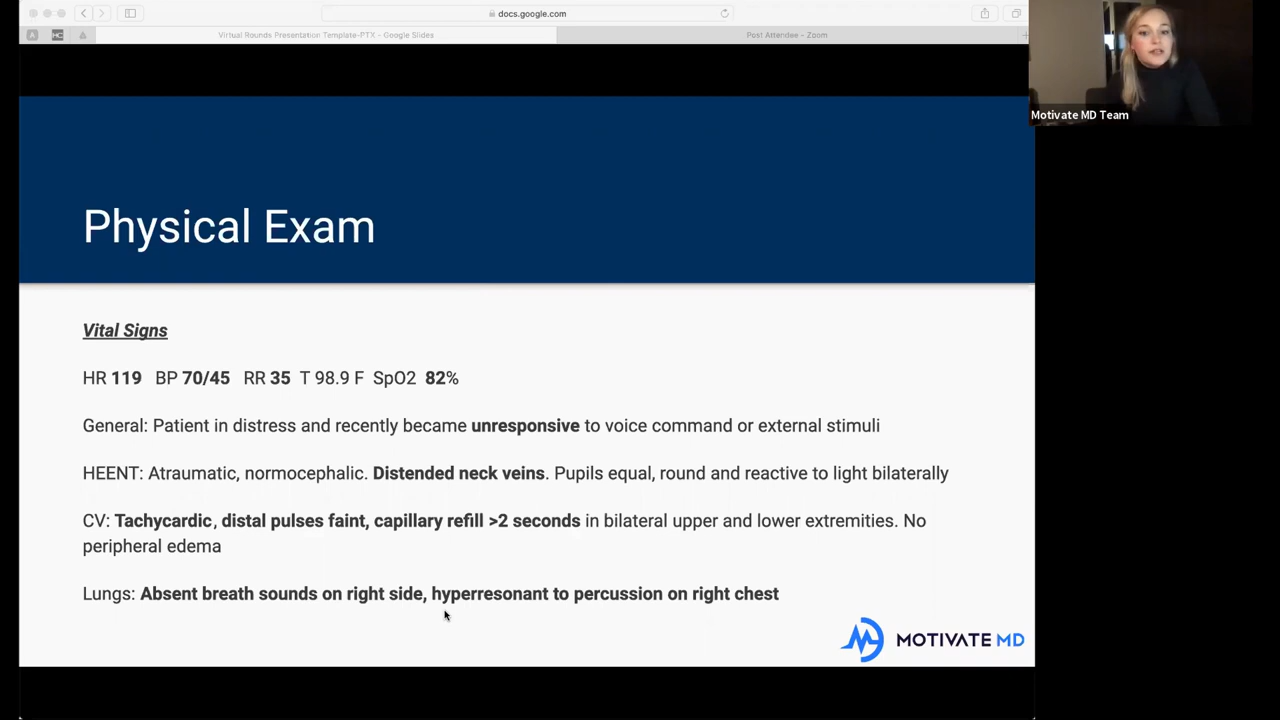 docs.google.com
Virtual Rounds Presentation Template-PTX - Google Slides
Post Attendee - Zoom
Motivate MD Team
Physical Exam
Vital Signs
HR 119 BP 70/45 RR 35 T 98.9 F SpO2 82%
General: Patient in distress and recently became unresponsive to voice command or external stimuli
HEENT: Atraumatic, normocephalic. Distended neck veins. Pupils equal, round and reactive to light bilaterally
CV: Tachycardic, distal pulses faint, capillary refill >2 seconds in bilateral upper and lower extremities. No
peripheral edema
Lungs: Absent breath sounds on right side, hyperresonant to percussion on right chest
MOTIVATE MD